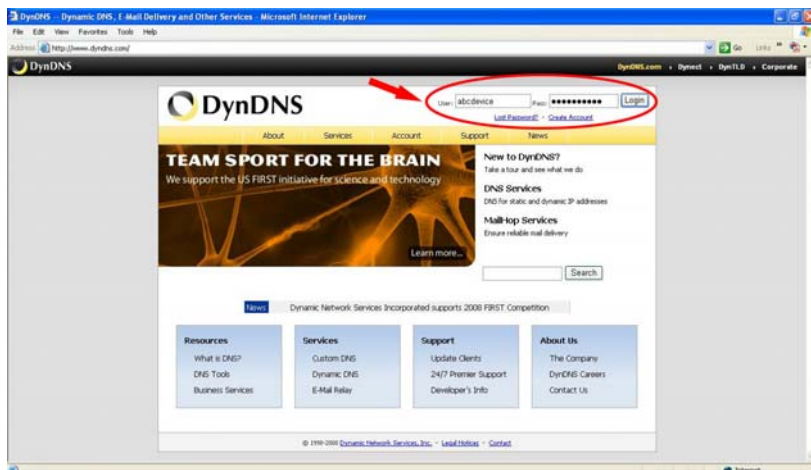 DynDNS -- Dynamic DNS, E-Mail Delivery and Other Services - Microsoft Internet Explorer
File Edit View Favorites Tools Help
Address http://www.dyndns.com/ Go Links »
DynDNS DynDNS.com Dynect DynTLD Corporate
DynDNS User: abcdevice Pass: ●●●●●●●●●● Login
Lost Password? - Create Account
About Services Account Support News
TEAM SPORT FOR THE BRAIN
We support the US FIRST initiative for science and technology
Learn more...
New to DynDNS?
Take a tour and see what we do
DNS Services
DNS for static and dynamic IP addresses
MailHop Services
Ensure reliable mail delivery
Search
News Dynamic Network Services Incorporated supports 2008 FIRST Competition
Resources
What is DNS?
DNS Tools
Business Services
Services
Custom DNS
Dynamic DNS
E-Mail Relay
Support
Update Clients
24/7 Premier Support
Developer's Info
About Us
The Company
DynDNS Careers
Contact Us
© 1998-2008 Dynamic Network Services, Inc. - Legal Notices - Contact
Internet